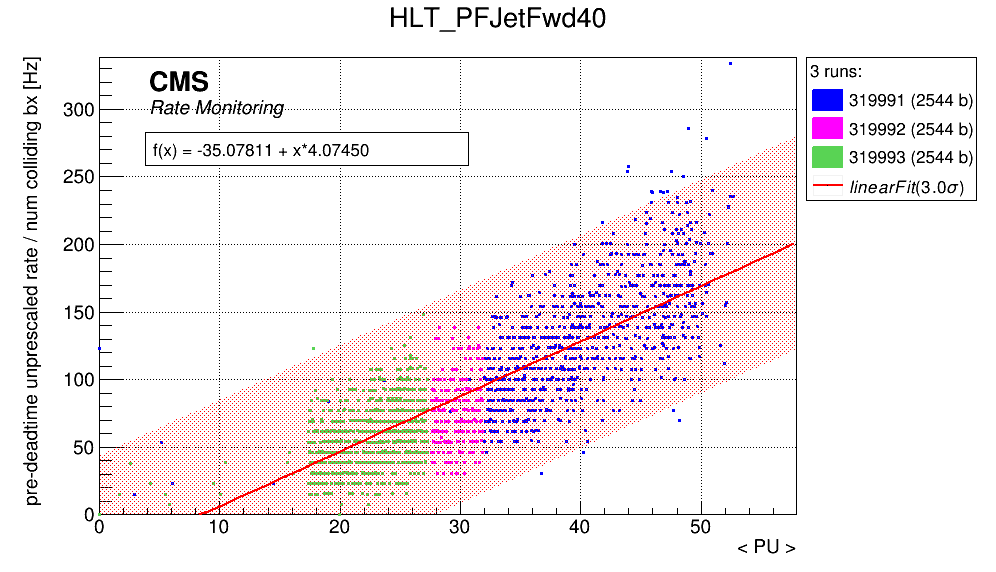 HLT_PFJetFwd40
pre-deadtime unprescaled rate / num colliding bx [Hz]
CMS
Rate Monitoring
f(x) = -35.07811 + x*4.07450
300
250
200
150
100
50
0
0 10 20 30 40 50
< PU >
3 runs:
319991 (2544 b)
319992 (2544 b)
319993 (2544 b)
linearFit(3.0σ)